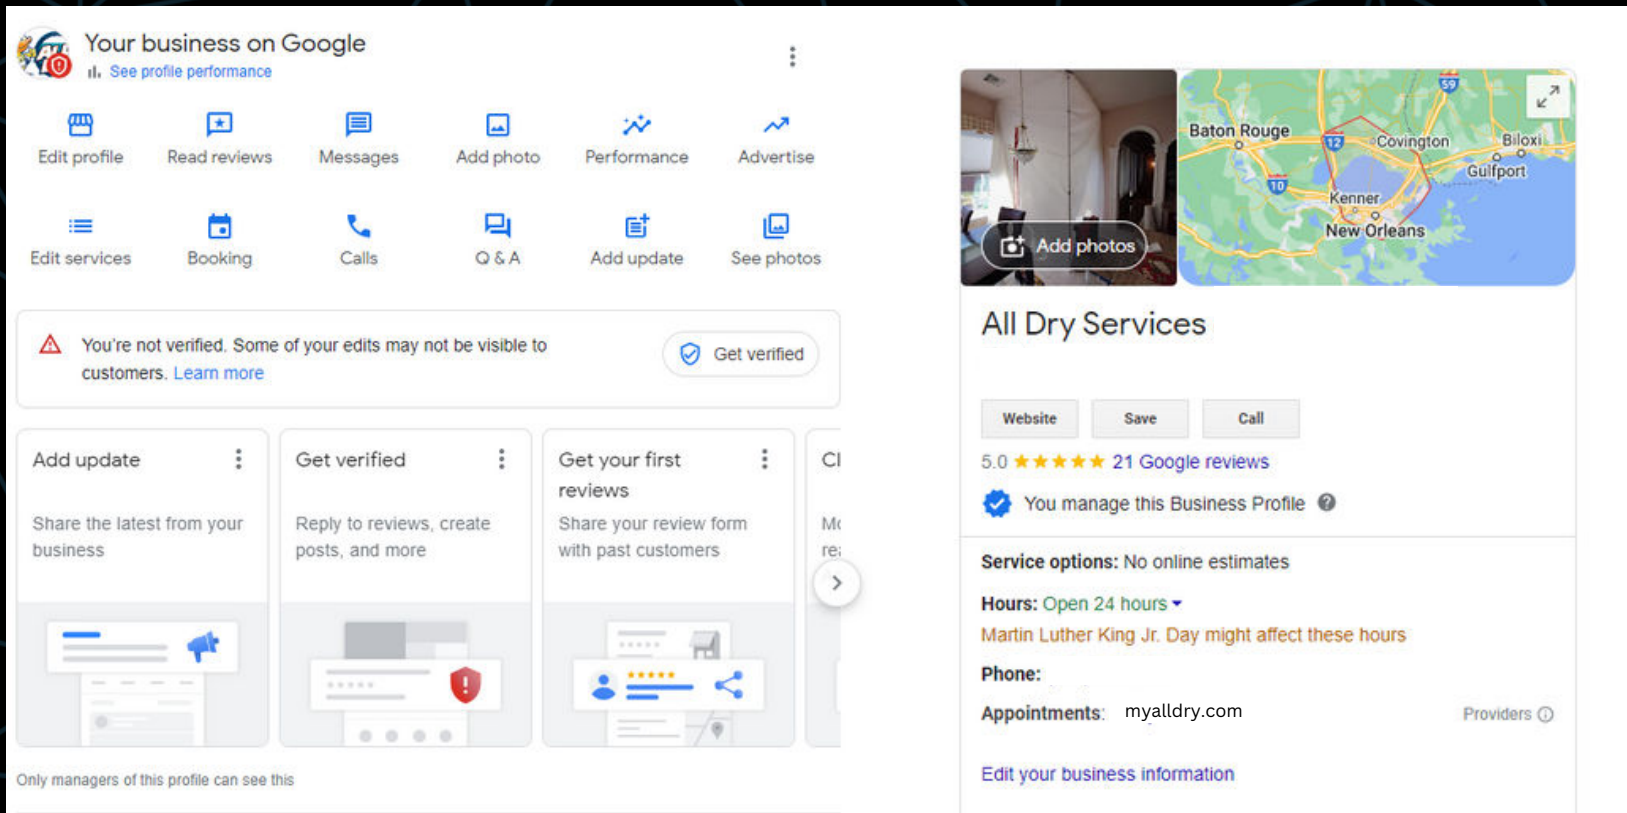 Your business on Google
See profile performance
Edit profile
Read reviews
Messages
Add photo
Performance
Advertise
Edit services
Booking
Calls
Q & A
Add update
See photos
You're not verified. Some of your edits may not be visible to
customers. Learn more
Get verified
Add update
Share the latest from your
business
Get verified
Reply to reviews, create
posts, and more
Get your first
reviews
Share your review form
with past customers
Only managers of this profile can see this
Add photos
59
Baton Rouge
12
Covington
Biloxi
Gulfport
10
Kenner
New Orleans
All Dry Services
Website
Save
Call
5.0 21 Google reviews
You manage this Business Profile
Service options: No online estimates
Hours: Open 24 hours
Martin Luther King Jr. Day might affect these hours
Phone:
Appointments: myalldry.com
Providers
Edit your business information